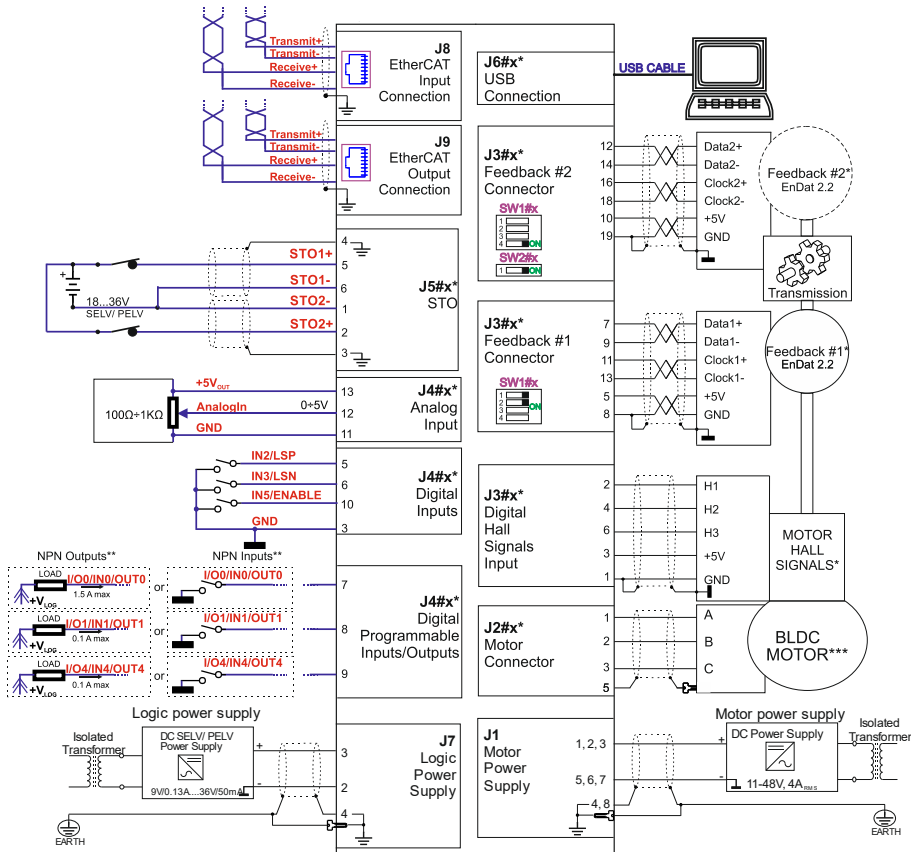 Transmit+
Transmit-
Receive+
Receive-
J8
EtherCAT
Input
Connection
Transmit+
Transmit-
Receive+
Receive-
J9
EtherCAT
Output
Connection
STO1+
STO1-
STO2-
STO2+
+
18...36V
SELV/ PELV
4
5
6
1
2
3
J5#x*
STO
100Ω÷1KΩ
+5VOUT
AnalogIn
0÷5V
GND
13
12
11
J4#x*
Analog
Input
IN2/LSP
IN3/LSN
IN5/ENABLE
GND
5
6
10
3
J4#x*
Digital
Inputs
NPN Outputs**
NPN Inputs**
LOAD
I/O0/IN0/OUT0
1.5 A max
+VLOG
or
I/O0/IN0/OUT0
7
LOAD
I/O1/IN1/OUT1
0.1 A max
+VLOG
or
I/O1/IN1/OUT1
8
LOAD
I/O4/IN4/OUT4
0.1 A max
+VLOG
or
I/O4/IN4/OUT4
9
J4#x*
Digital
Programmable
Inputs/Outputs
Logic power supply
Isolated
Transformer
DC SELV/ PELV
Power Supply
9V/0.13A...36V/50mA
+
-
3
2
4
EARTH
J7
Logic
Power
Supply
J6#x*
USB
Connection
USB CABLE
J3#x*
Feedback #2
Connector
SW1#x
1
2
3
4
ON
SW2#x
1
ON
12
14
16
18
10
19
Data2+
Data2-
Clock2+
Clock2-
+5V
GND
Feedback #2*
EnDat 2.2
Transmission
J3#x*
Feedback #1
Connector
SW1#x
1
2
3
4
ON
7
9
11
13
5
8
Data1+
Data1-
Clock1+
Clock1-
+5V
GND
Feedback #1*
EnDat 2.2
J3#x*
Digital
Hall
Signals
Input
2
4
6
3
1
H1
H2
H3
+5V
GND
MOTOR
HALL
SIGNALS*
J2#x*
Motor
Connector
1
2
3
5
A
B
C
BLDC
MOTOR***
J1
Motor
Power
Supply
1, 2, 3
5, 6, 7
4, 8
Motor power supply
DC Power Supply
11-48V, 4ARMS
+
-
Isolated
Transformer
EARTH